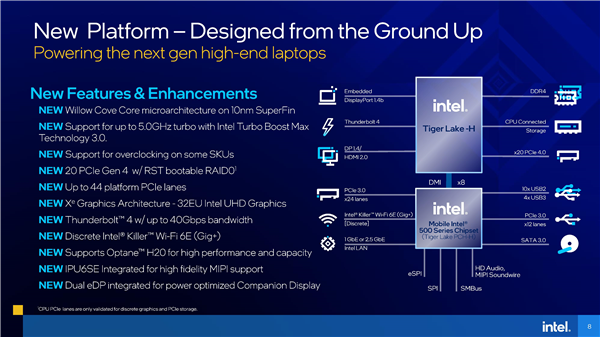 New Platform – Designed from the Ground Up
Powering the next gen high-end laptops
New Features & Enhancements
NEW Willow Cove Core microarchitecture on 10nm SuperFin
NEW Support for up to 5.0GHz turbo with Intel Turbo Boost Max
Technology 3.0.
NEW Support for overclocking on some SKUs
NEW 20 PCIe Gen 4 w/ RST bootable RAID0¹
NEW Up to 44 platform PCIe lanes
NEW Xᵉ Graphics Architecture - 32EU Intel UHD Graphics
NEW Thunderbolt™ 4 w/ up to 40Gbps bandwidth
NEW Discrete Intel® Killer™ Wi-Fi 6E (Gig+)
NEW Supports Optane™ H20 for high performance and capacity
NEW IPU6SE Integrated for high fidelity MIPI support
NEW Dual eDP integrated for power optimized Companion Display
Embedded
DisplayPort 1.4b
Thunderbolt 4
DP 1.4/
HDMI 2.0
intel.
Tiger Lake -H
DDR4
CPU Connected
Storage
x20 PCIe 4.0
DMI x8
PCIe 3.0
x24 lanes
Intel® Killer™ Wi-Fi 6E (Gig+)
[Discrete]
1 GbE or 2.5 GbE
Intel LAN
intel.
Mobile Intel®
500 Series Chipset
(Tiger Lake PCH-H)
10x USB2
4x USB3
PCIe 3.0
x12 lanes
SATA 3.0
eSPI
SPI
SMBus
HD Audio,
MIPI Soundwire
¹CPU PCIe lanes are only validated for discrete graphics and PCIe storage.
intel.
8